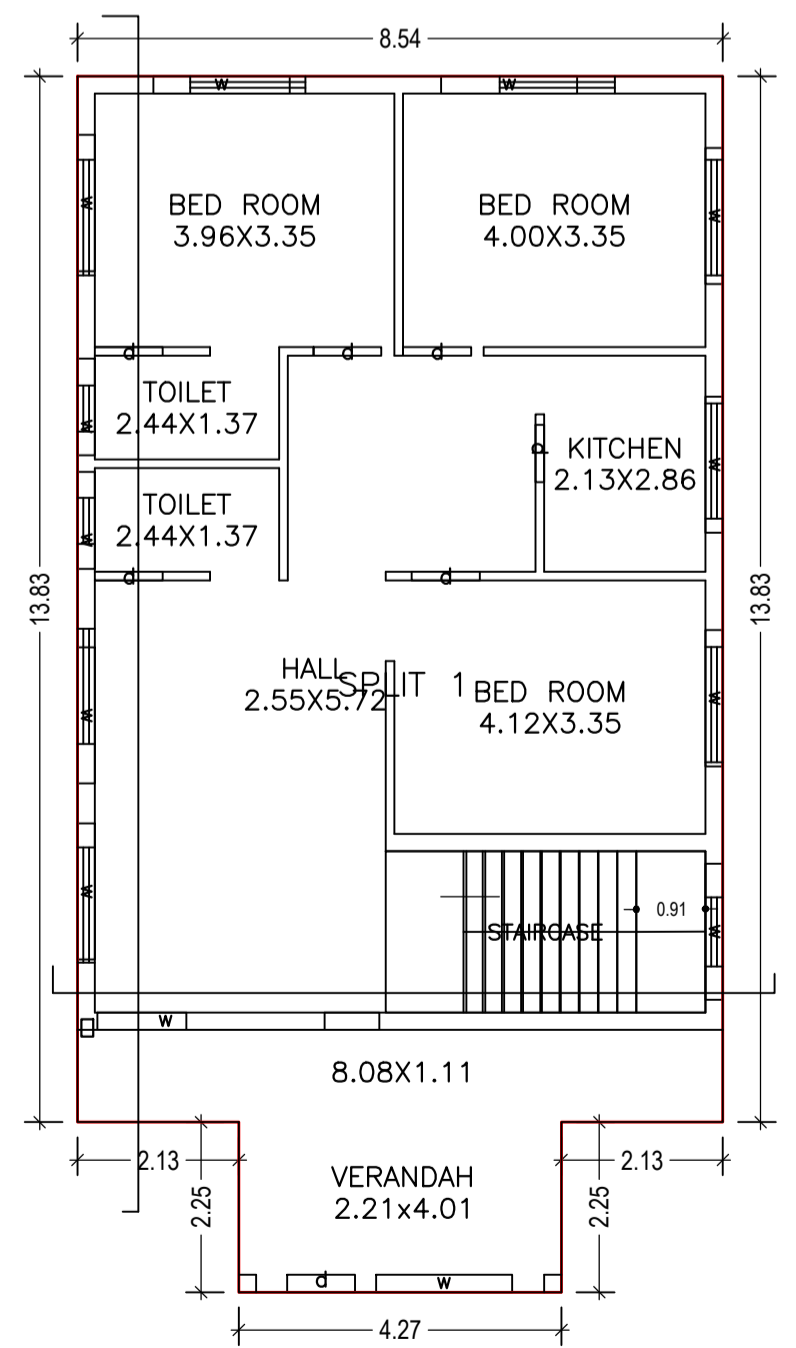 8.54
w
w
w
w
BED ROOM
3.96X3.35
BED ROOM
4.00X3.35
d
d
d
TOILET
2.44X1.37
w
d
KITCHEN
2.13X2.86
w
TOILET
2.44X1.37
w
d
d
13.83
13.83
HALL
2.55X5.72
SPLIT 1
BED ROOM
4.12X3.35
w
w
w
0.91
STAIRCASE
w
w
8.08X1.11
2.13
2.13
VERANDAH
2.21x4.01
2.25
2.25
d
w
4.27